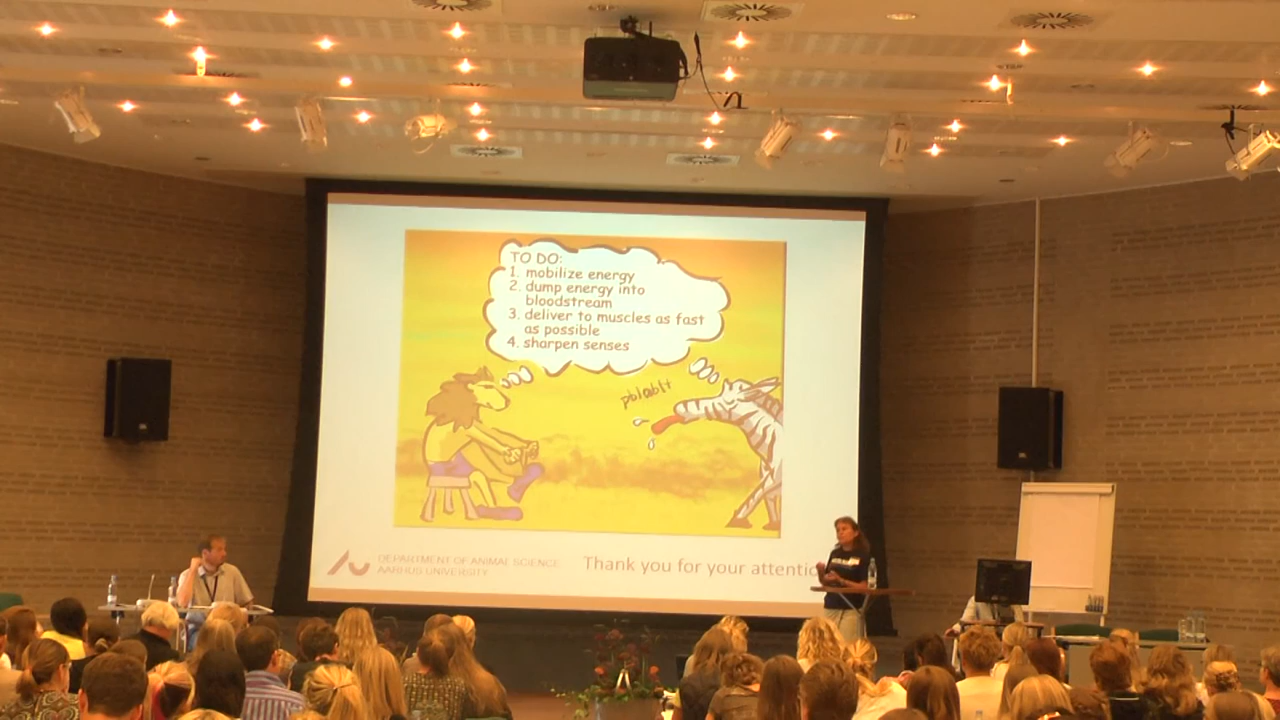 TO DO:
1. mobilize energy
2. dump energy into
bloodstream
3. deliver to muscles as fast
as possible
4. sharpen senses
pblablt
DEPARTMENT OF ANIMAL SCIENCE
AARHUS UNIVERSITY
Thank you for your attentio